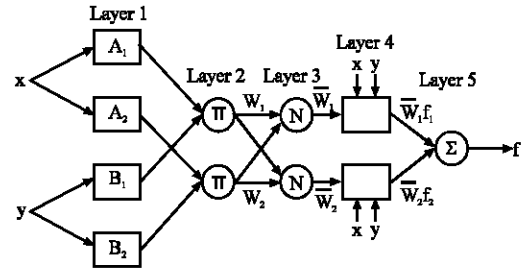 Layer 1
Layer 2
Layer 3
Layer 4
Layer 5
x
y
A₁
A₂
B₁
B₂
Π
Π
W₁
W₂
N
N
W̅₁
W̅₂
x y
x y
W̅₁f₁
W̅₂f₂
Σ
f